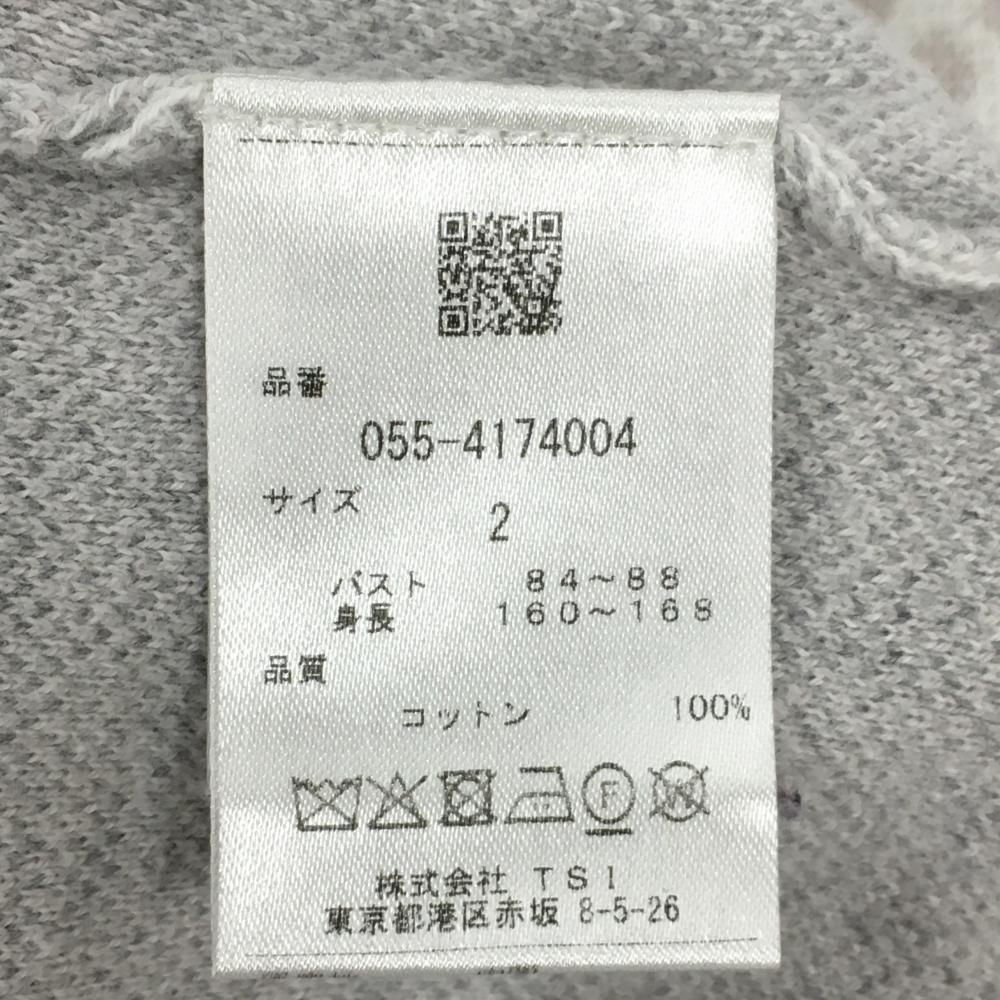 品番
055-4174004
サイズ
2
バスト 84～88
身長 160～168
品質
コットン 100%
F W
株式会社 TSI
東京都港区赤坂 8-5-26